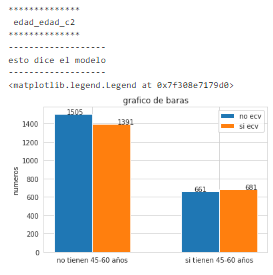 **************
edad_edad_c2
**************
-------------------
esto dice el modelo
-------------------
<matplotlib.legend.Legend at 0x7f308e7179d0>
grafico de baras
no ecv
si ecv
1505
1391
661
681
1400
1200
1000
800
600
400
200
0
numeros
no tienen 45-60 años
si tienen 45-60 años